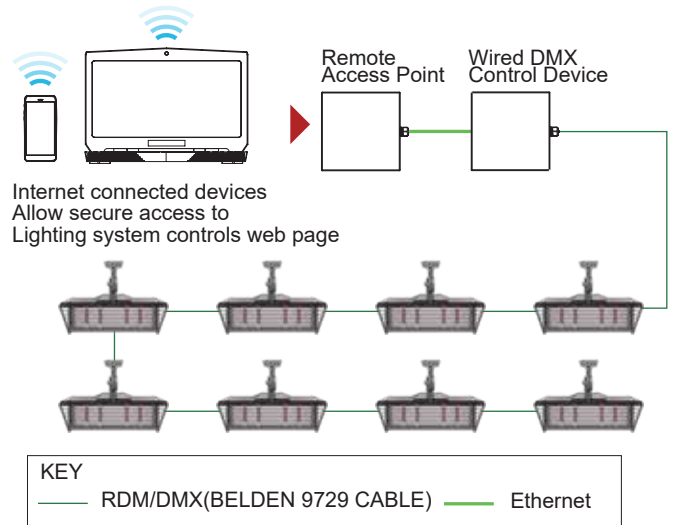 Remote
Access Point
Wired DMX
Control Device
Internet connected devices
Allow secure access to
Lighting system controls web page
KEY
RDM/DMX(BELDEN 9729 CABLE) Ethernet